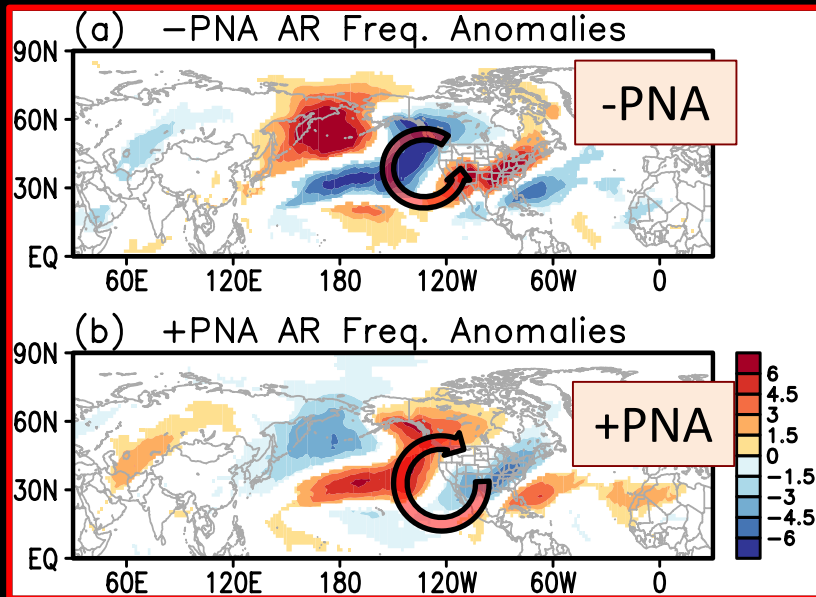 (a) −PNA AR Freq. Anomalies
90N
-PNA
60N
30N
EQ
60E 120E 180 120W 60W 0
(b) +PNA AR Freq. Anomalies
90N
+PNA
60N
30N
EQ
60E 120E 180 120W 60W 0
6
4.5
3
1.5
0
−1.5
−3
−4.5
−6